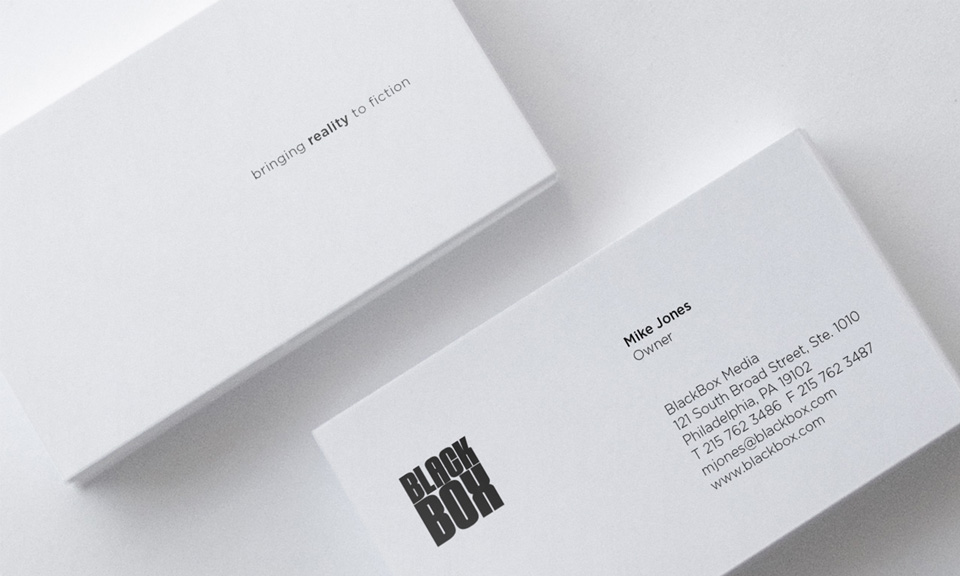 bringing reality to fiction
Mike Jones
Owner
BlackBox Media
121 South Broad Street, Ste. 1010
Philadelphia, PA 19102
T 215 762 3486 F 215 762 3487
mjones@blackbox.com
www.blackbox.com
BLACK
BOX